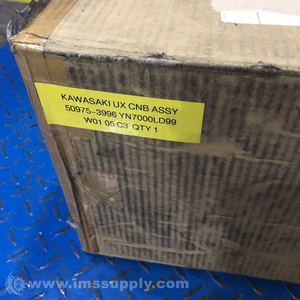 KAWASAKI UX CNB ASSY
50975-3996 YN7000LD99
W01 05 C3 QTY 1
www.imssupply.com